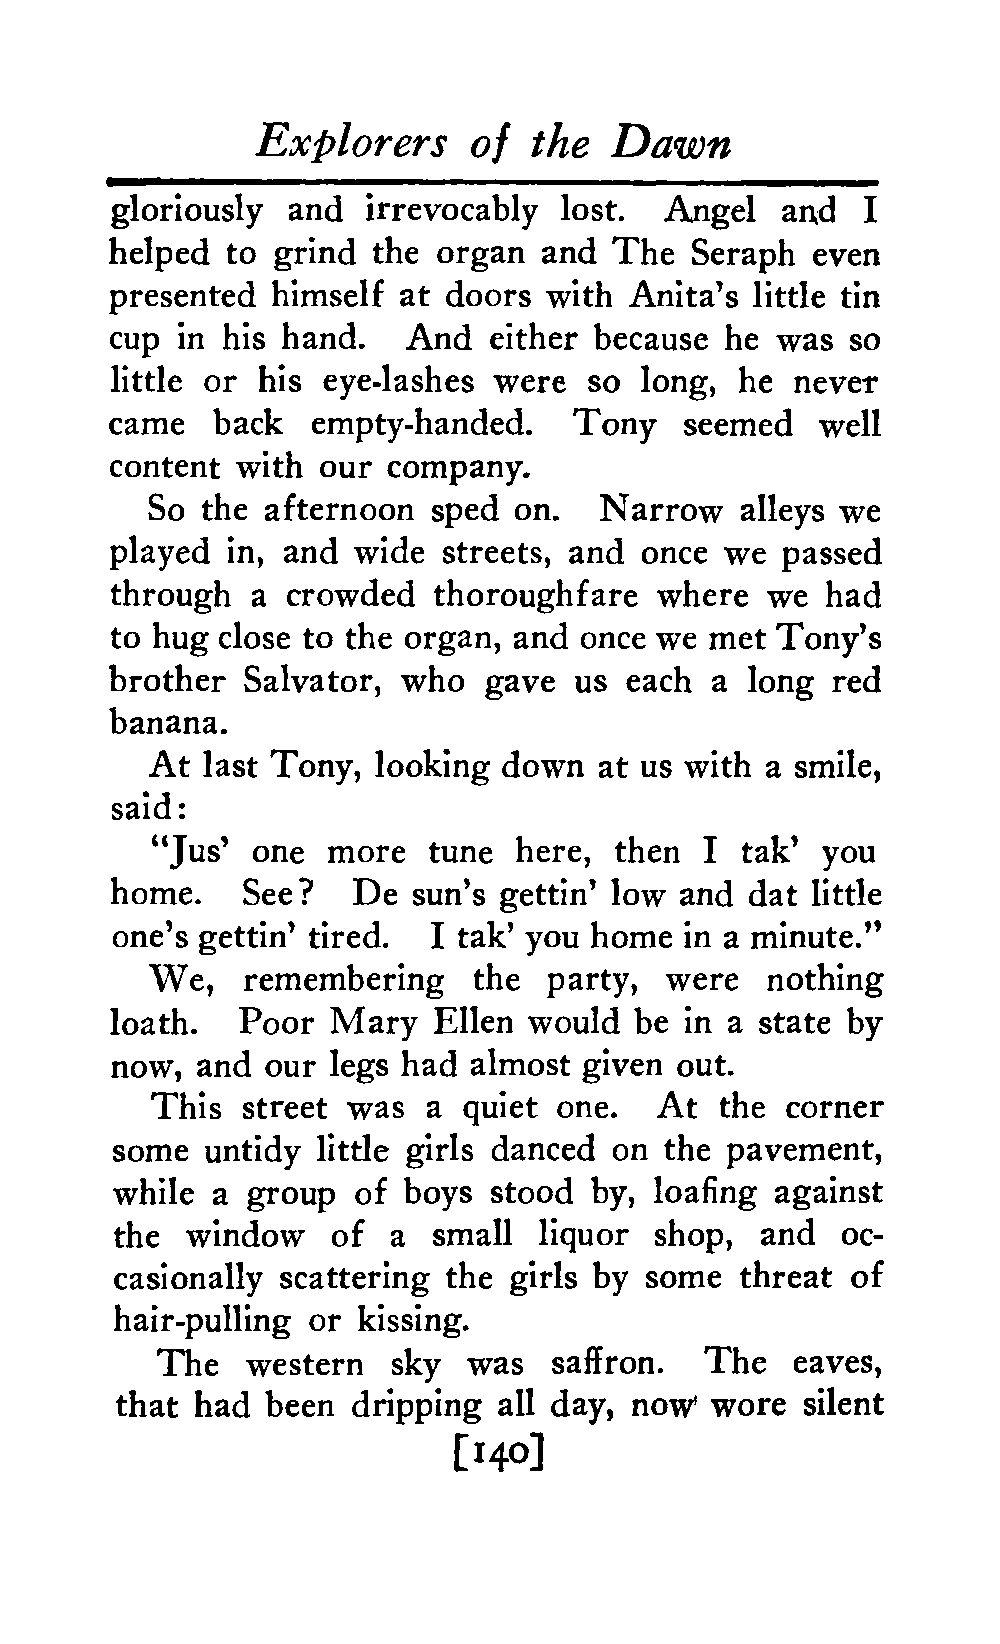 Explorers of the Dawn
gloriously and irrevocably lost. Angel and I
helped to grind the organ and The Seraph even
presented himself at doors with Anita's little tin
cup in his hand. And either because he was so
little or his eye-lashes were so long, he never
came back empty-handed. Tony seemed well
content with our company.
So the afternoon sped on. Narrow alleys we
played in, and wide streets, and once we passed
through a crowded thoroughfare where we had
to hug close to the organ, and once we met Tony's
brother Salvator, who gave us each a long red
banana.
At last Tony, looking down at us with a smile,
said:
"Jus' one more tune here, then I tak' you
home. See? De sun's gettin' low and dat little
one's gettin' tired. I tak' you home in a minute."
We, remembering the party, were nothing
loath. Poor Mary Ellen would be in a state by
now, and our legs had almost given out.
This street was a quiet one. At the corner
some untidy little girls danced on the pavement,
while a group of boys stood by, loafing against
the window of a small liquor shop, and oc-
casionally scattering the girls by some threat of
hair-pulling or kissing.
The western sky was saffron. The eaves,
that had been dripping all day, now wore silent
[140]